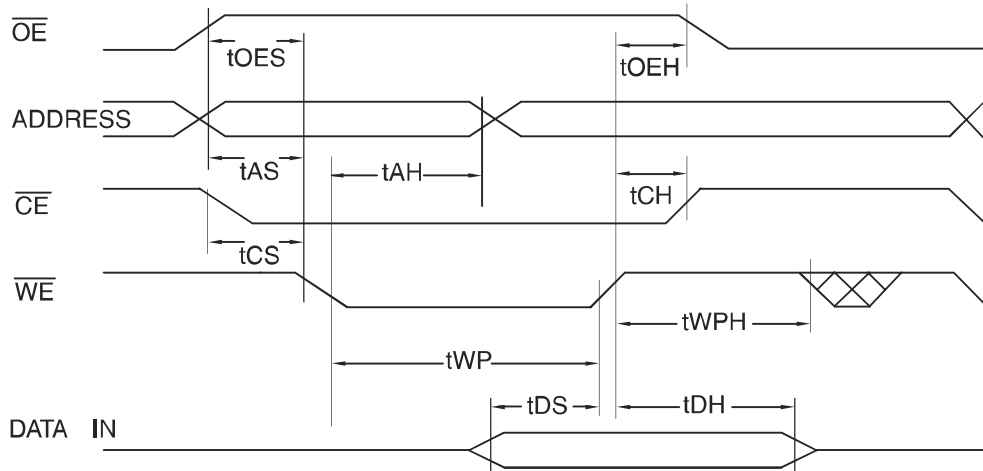 OE
tOES
tOEH
ADDRESS
tAS
tAH
tCH
CE
tCS
WE
tWPH
tWP
tDS
tDH
DATA IN